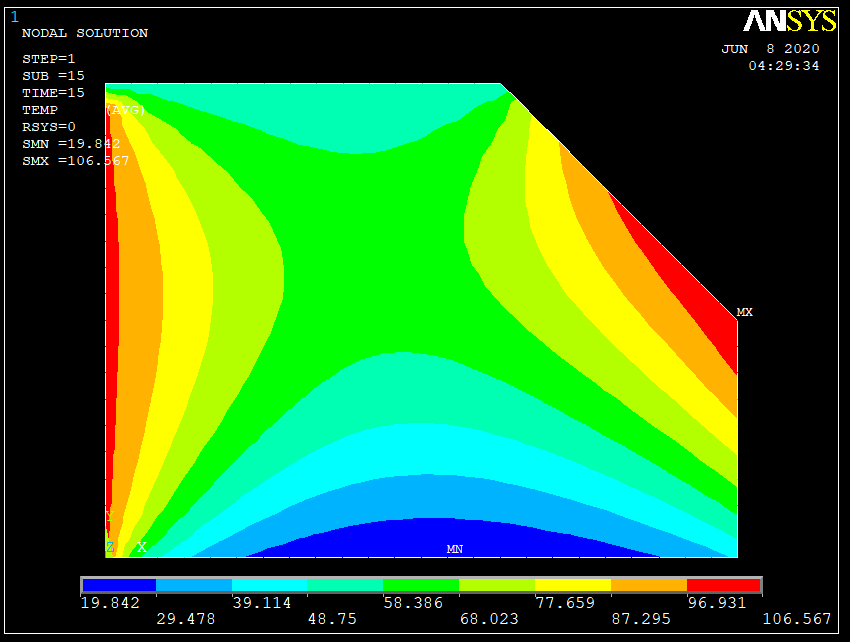 1
ANSYS
NODAL SOLUTION
JUN 8 2020
04:29:34
STEP=1
SUB =15
TIME=15
TEMP (AVG)
RSYS=0
SMN =19.842
SMX =106.567
MX
Y
Z X
MN
19.842 39.114 58.386 77.659 96.931
29.478 48.75 68.023 87.295 106.567